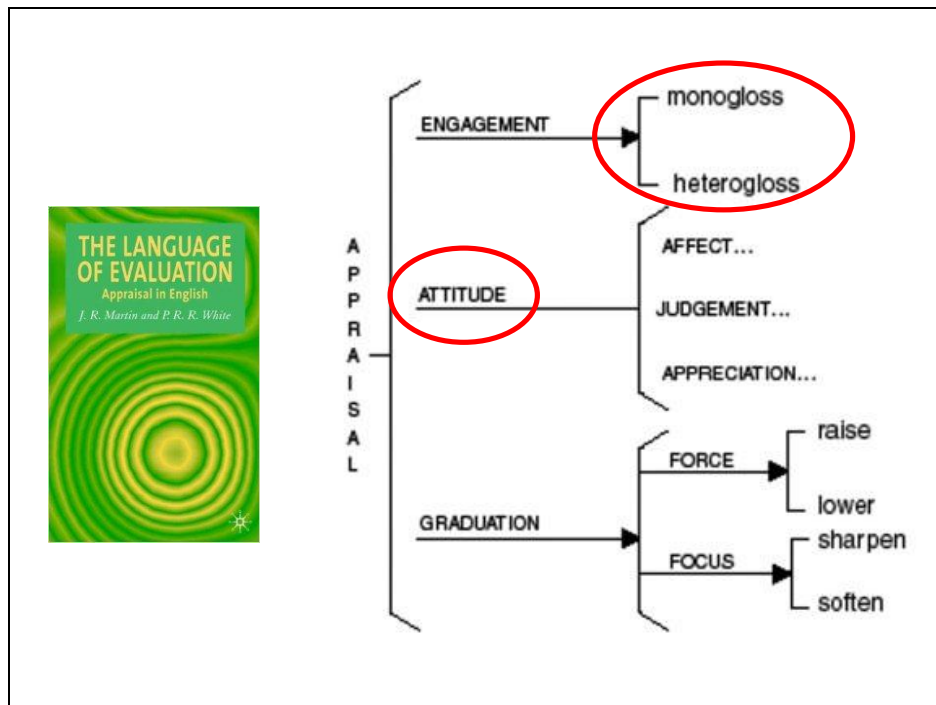 THE LANGUAGE
OF EVALUATION
Appraisal in English
J. R. Martin and P. R. R. White
APPRAISAL
ENGAGEMENT
monogloss
heterogloss
ATTITUDE
AFFECT...
JUDGEMENT...
APPRECIATION...
GRADUATION
FORCE
raise
lower
FOCUS
sharpen
soften